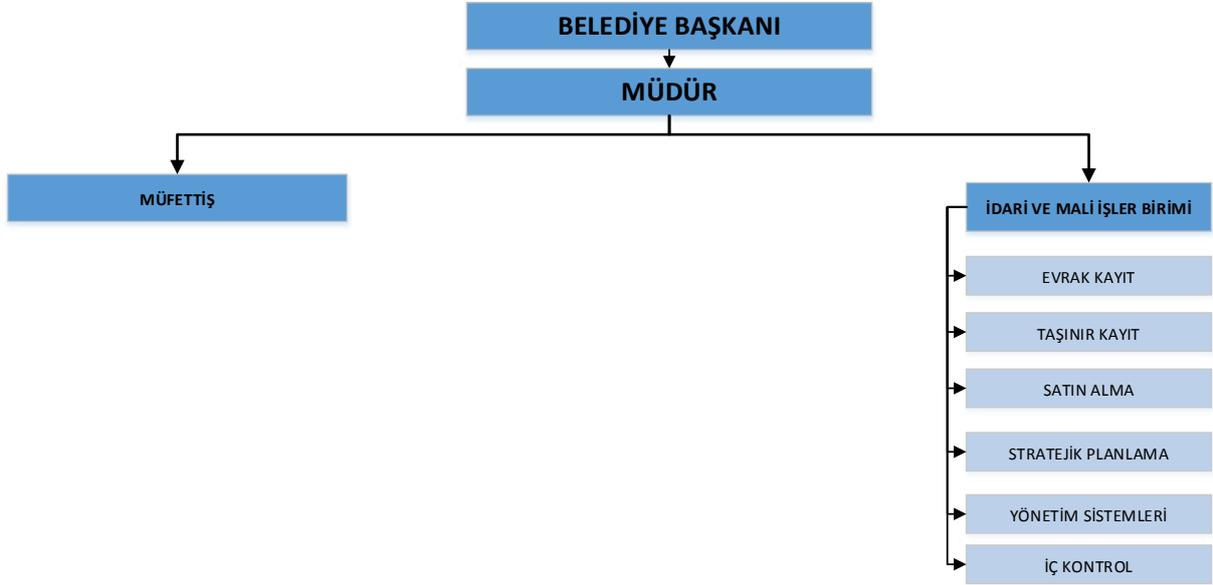 BELEDİYE BAŞKANI
MÜDÜR
MÜFETTİŞ
İDARİ VE MALİ İŞLER BİRİMİ
EVRAK KAYIT
TAŞINIR KAYIT
SATIN ALMA
STRATEJİK PLANLAMA
YÖNETİM SİSTEMLERİ
İÇ KONTROL